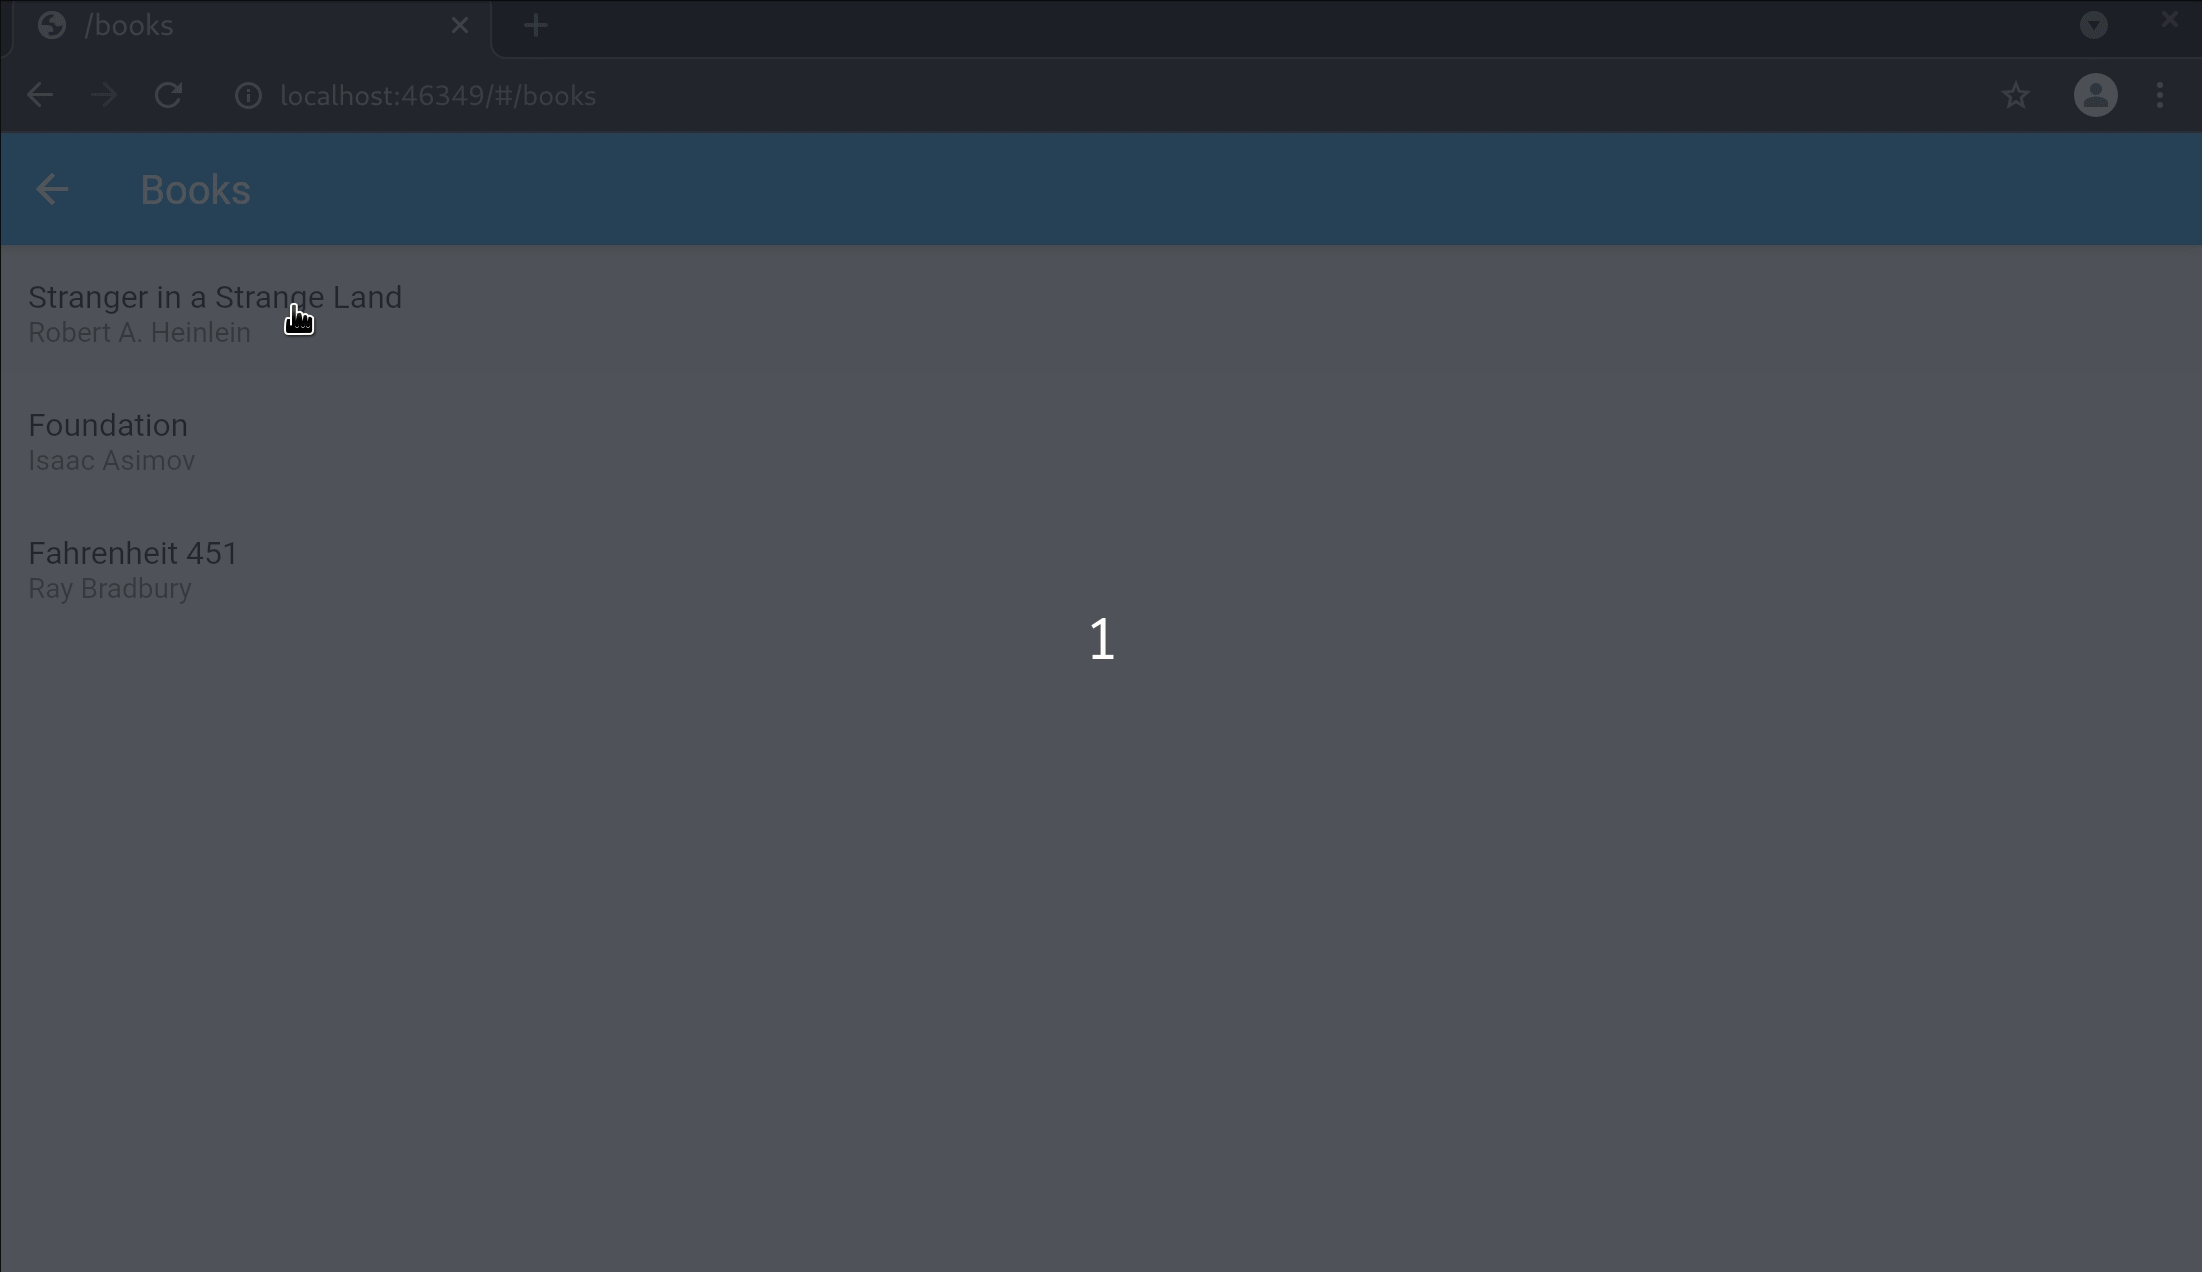 /books
localhost:46349/#/books
Books
Stranger in a Strange Land
Robert A. Heinlein
Foundation
Isaac Asimov
Fahrenheit 451
Ray Bradbury
1